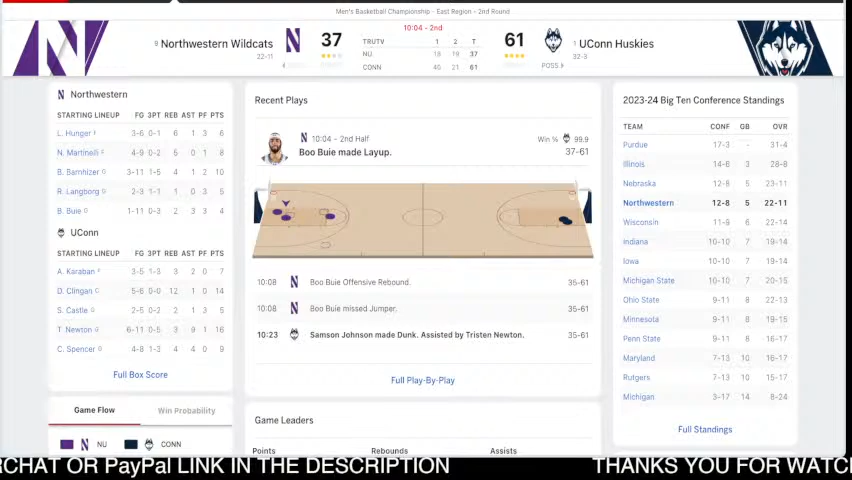 Men's Basketball Championship - East Region - 2nd Round
9 Northwestern Wildcats
22-11
37
10:04 - 2nd
TRUTV 1 2 T
NU 18 19 37
CONN 40 21 61
61
POSS
1 UConn Huskies
32-3
Northwestern
STARTING LINEUP FG 3PT REB AST PF PTS
L. Hunger F 3-6 0-1 6 1 3 6
N. Martinelli F 4-9 0-2 5 0 1 8
B. Barnhizer G 3-11 1-5 4 1 2 10
R. Langborg G 2-3 1-1 1 0 3 5
B. Buie G 1-11 0-3 2 3 3 4
UConn
STARTING LINEUP FG 3PT REB AST PF PTS
A. Karaban F 3-5 1-3 3 2 0 7
D. Clingan C 5-6 0-0 12 1 0 14
S. Castle G 2-5 0-2 2 1 3 5
T. Newton G 6-11 0-5 3 9 1 16
C. Spencer G 4-8 1-3 4 4 0 9
Full Box Score
Game Flow Win Probability
NU CONN
Recent Plays
10:04 - 2nd Half
Boo Buie made Layup.
Win % 99.9
37-61
10:08 Boo Buie Offensive Rebound. 35-61
10:08 Boo Buie missed Jumper. 35-61
10:23 Samson Johnson made Dunk. Assisted by Tristen Newton. 35-61
Full Play-By-Play
Game Leaders
Points Rebounds Assists
2023-24 Big Ten Conference Standings
TEAM CONF GB OVR
Purdue 17-3 - 31-4
Illinois 14-6 3 28-8
Nebraska 12-8 5 23-11
Northwestern 12-8 5 22-11
Wisconsin 11-9 6 22-14
Indiana 10-10 7 19-14
Iowa 10-10 7 19-14
Michigan State 10-10 7 20-15
Ohio State 9-11 8 22-13
Minnesota 9-11 8 19-15
Penn State 9-11 8 16-17
Maryland 7-13 10 16-17
Rutgers 7-13 10 15-17
Michigan 3-17 14 8-24
Full Standings
RCHAT OR PayPal LINK IN THE DESCRIPTION THANKS YOU FOR WATC